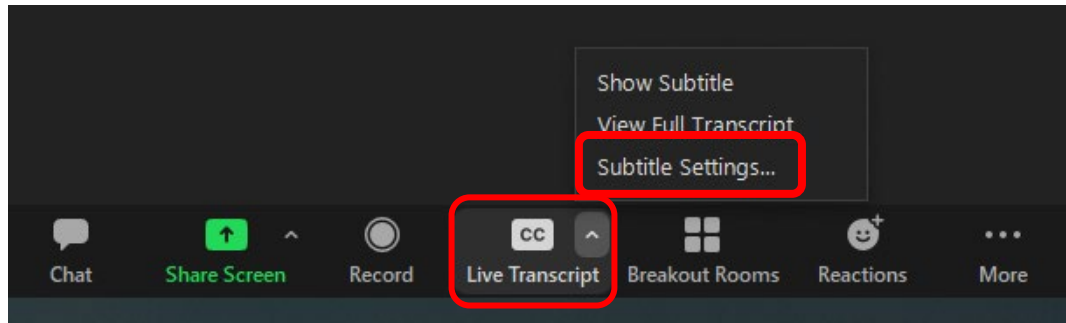 Show Subtitle
View Full Transcript
Subtitle Settings...
CC
Chat
Share Screen
Record
Live Transcript
Breakout Rooms
Reactions
More